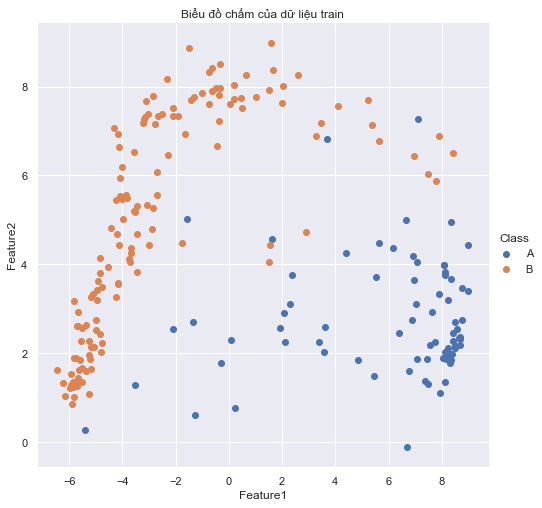 Biểu đồ chấm của dữ liệu train
8
6
4
2
0
Feature2
−6
−4
−2
0
2
4
6
8
Feature1
Class
A
B